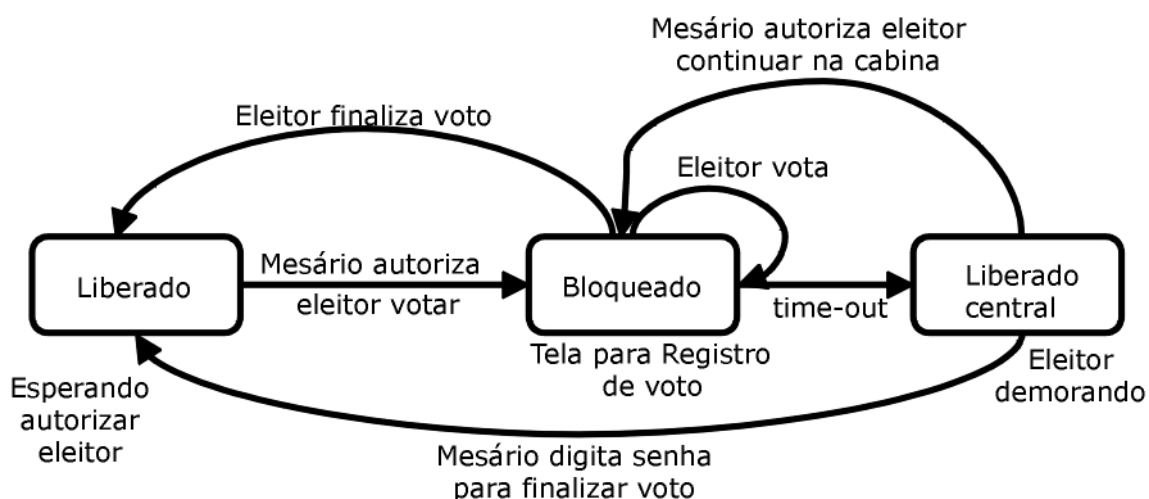 Mesário autoriza eleitor
continuar na cabina
Eleitor finaliza voto
Eleitor vota
Liberado
Mesário autoriza
eleitor votar
Bloqueado
time-out
Liberado
central
Tela para Registro
de voto
Eleitor
demorando
Esperando
autorizar
eleitor
Mesário digita senha
para finalizar voto